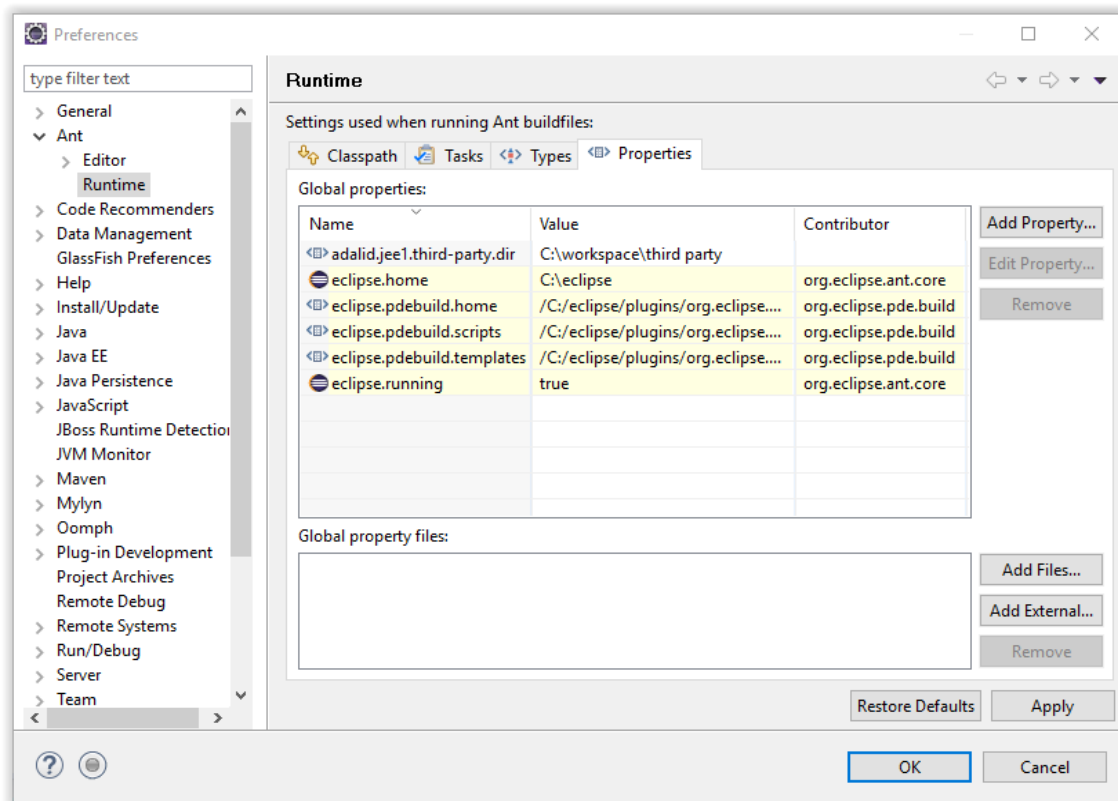 Preferences
type filter text
General
Ant
Editor
Runtime
Code Recommenders
Data Management
GlassFish Preferences
Help
Install/Update
Java
Java EE
Java Persistence
JavaScript
JBoss Runtime Detection
JVM Monitor
Maven
Mylyn
Oomph
Plug-in Development
Project Archives
Remote Debug
Remote Systems
Run/Debug
Server
Team
Runtime
Settings used when running Ant buildfiles:
Classpath Tasks Types Properties
Global properties:
Name Value Contributor
adalid.jee1.third-party.dir C:\workspace\third party
eclipse.home C:\eclipse org.eclipse.ant.core
eclipse.pdebuild.home /C:/eclipse/plugins/org.eclipse.... org.eclipse.pde.build
eclipse.pdebuild.scripts /C:/eclipse/plugins/org.eclipse.... org.eclipse.pde.build
eclipse.pdebuild.templates /C:/eclipse/plugins/org.eclipse.... org.eclipse.pde.build
eclipse.running true org.eclipse.ant.core
Add Property...
Edit Property...
Remove
Global property files:
Add Files...
Add External...
Remove
Restore Defaults Apply
OK Cancel